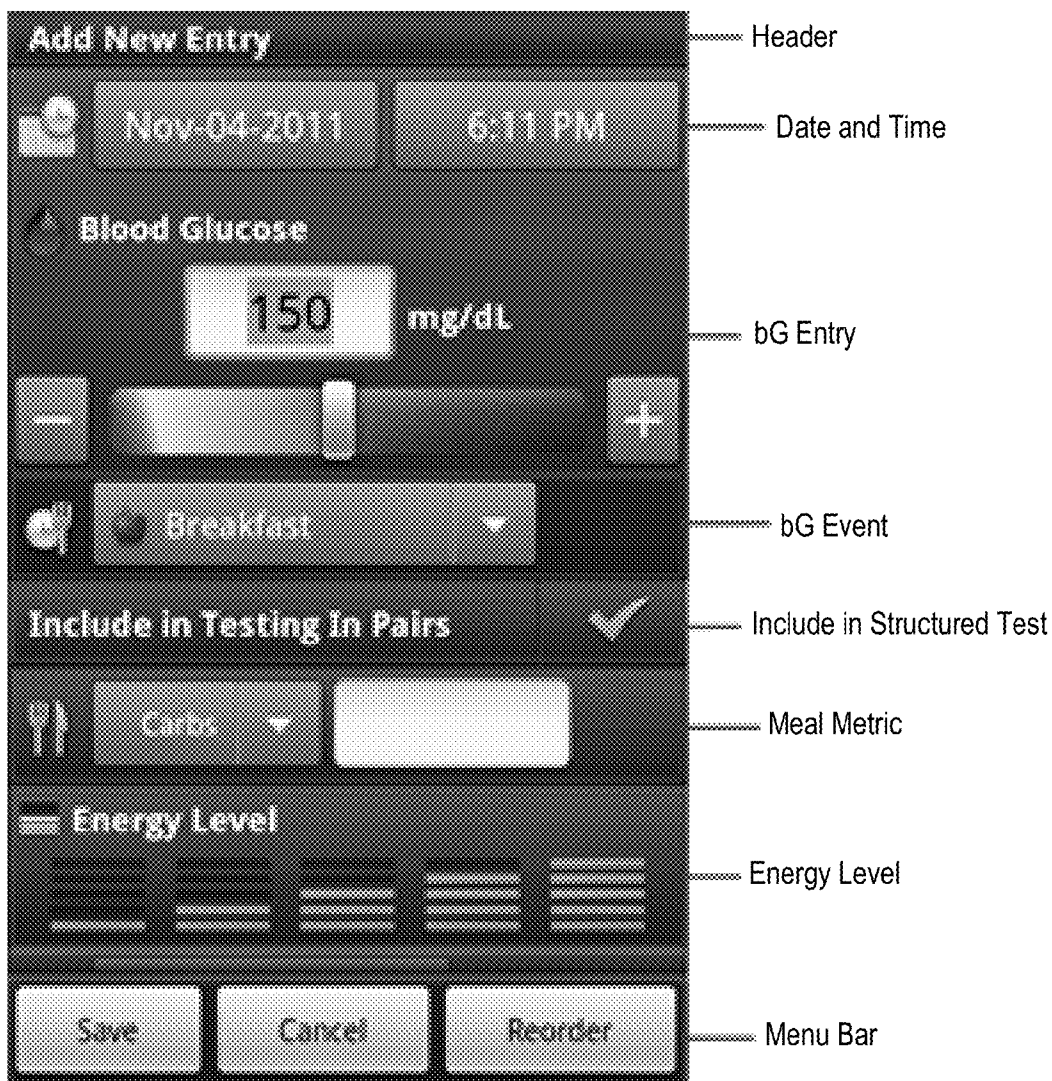 Add New Entry
Header
Nov-04-2011 6:11 PM
Date and Time
Blood Glucose
150 mg/dL
bG Entry
− +
Breakfast
bG Event
Include in Testing In Pairs
Include in Structured Test
Carbs
Meal Metric
Energy Level
Energy Level
Save Cancel Reorder
Menu Bar